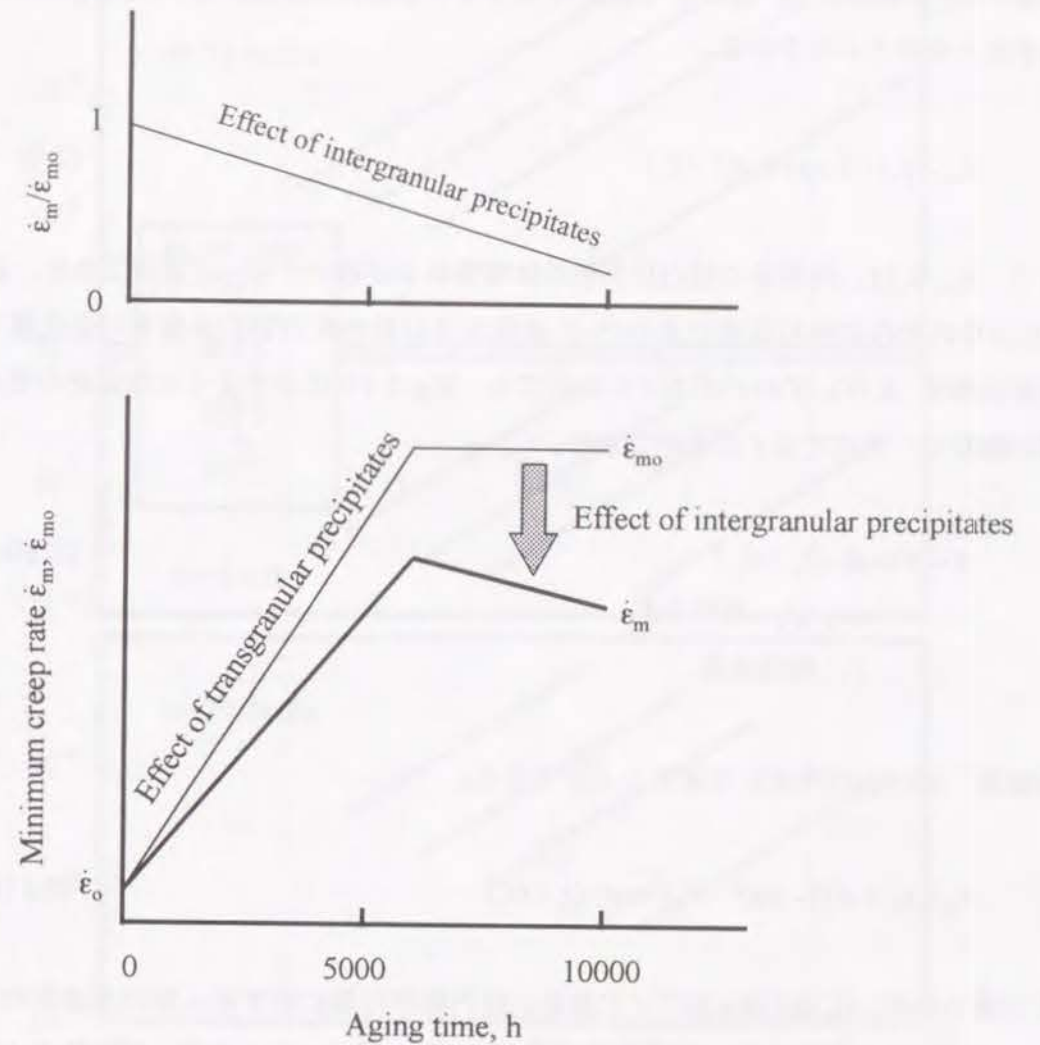 1
Effect of intergranular precipitates
ε̇m/ε̇mo
0
Effect of transgranular precipitates
ε̇mo
Effect of intergranular precipitates
ε̇m
Minimum creep rate ε̇m, ε̇mo
ε̇o
0 5000 10000
Aging time, h